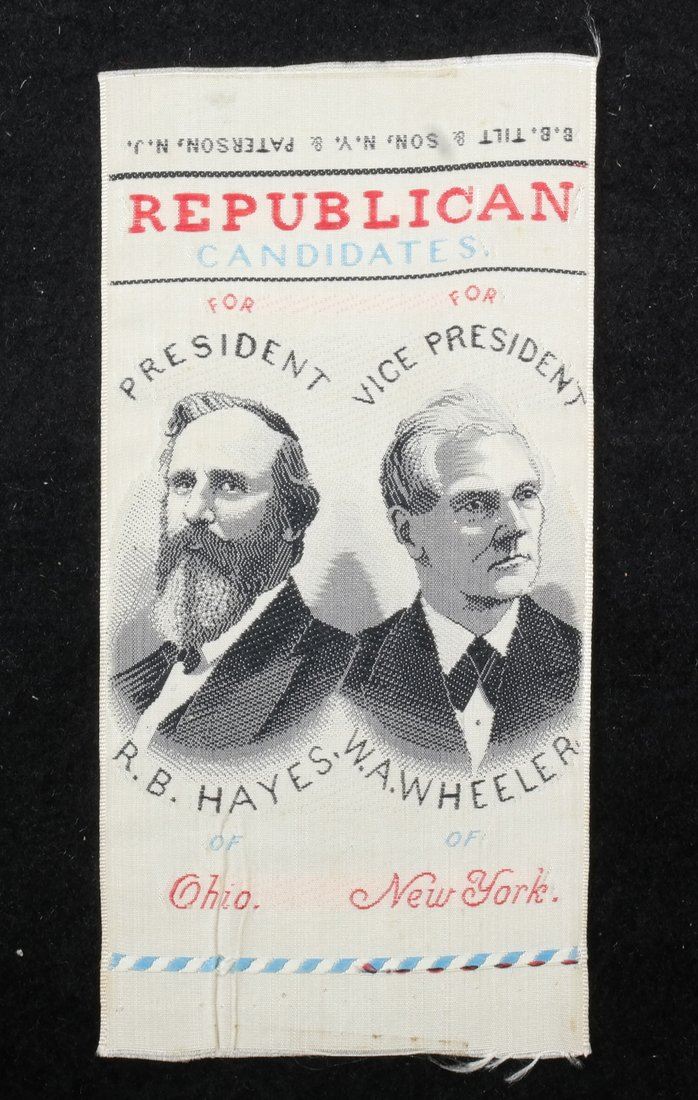 B.B. TILT & SON, N.Y. & PATERSON, N.J.
REPUBLICAN
CANDIDATES.
FOR
PRESIDENT
R.B. HAYES,
OF
Ohio.
FOR
VICE PRESIDENT
W.A. WHEELER
OF
New York.